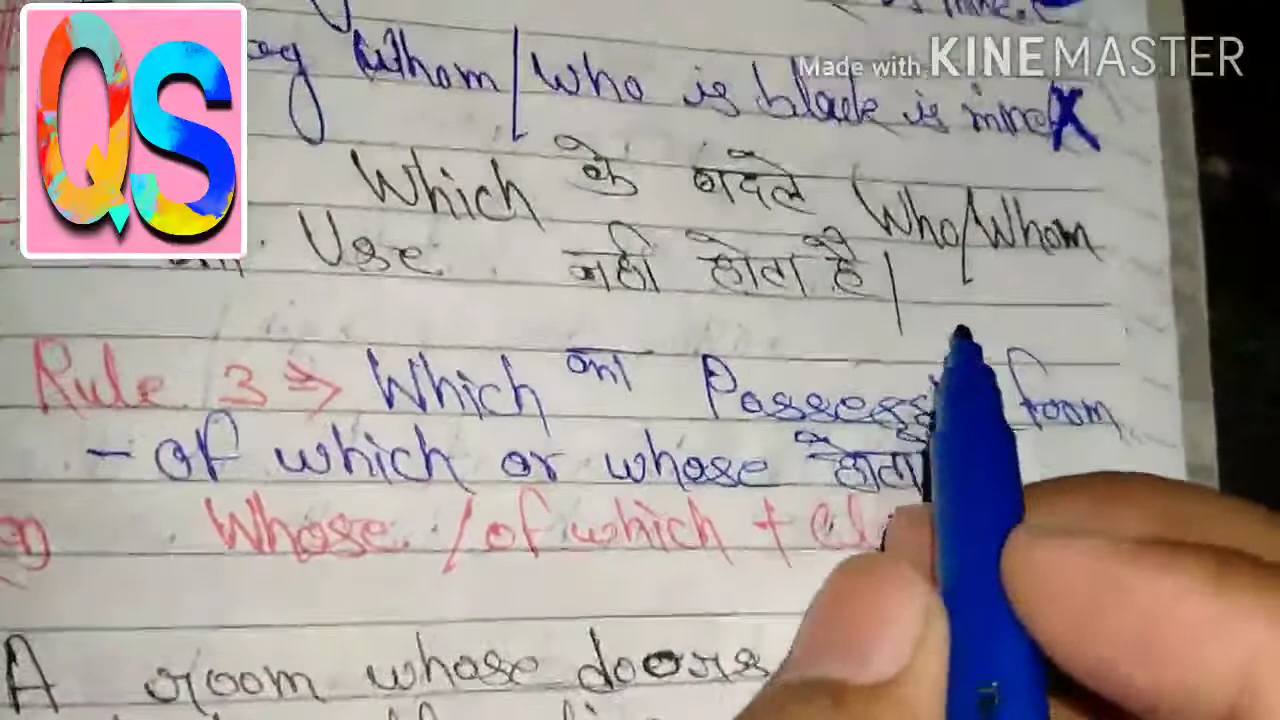 QS
Made with KINEMASTER
Whom/Who is black is mine X
Which के बदले Who/Whom
Use नहीं होता है।
Rule 3 ⇒ Which का form
- of which or whose होता
Whose / of which +
A room whose doors